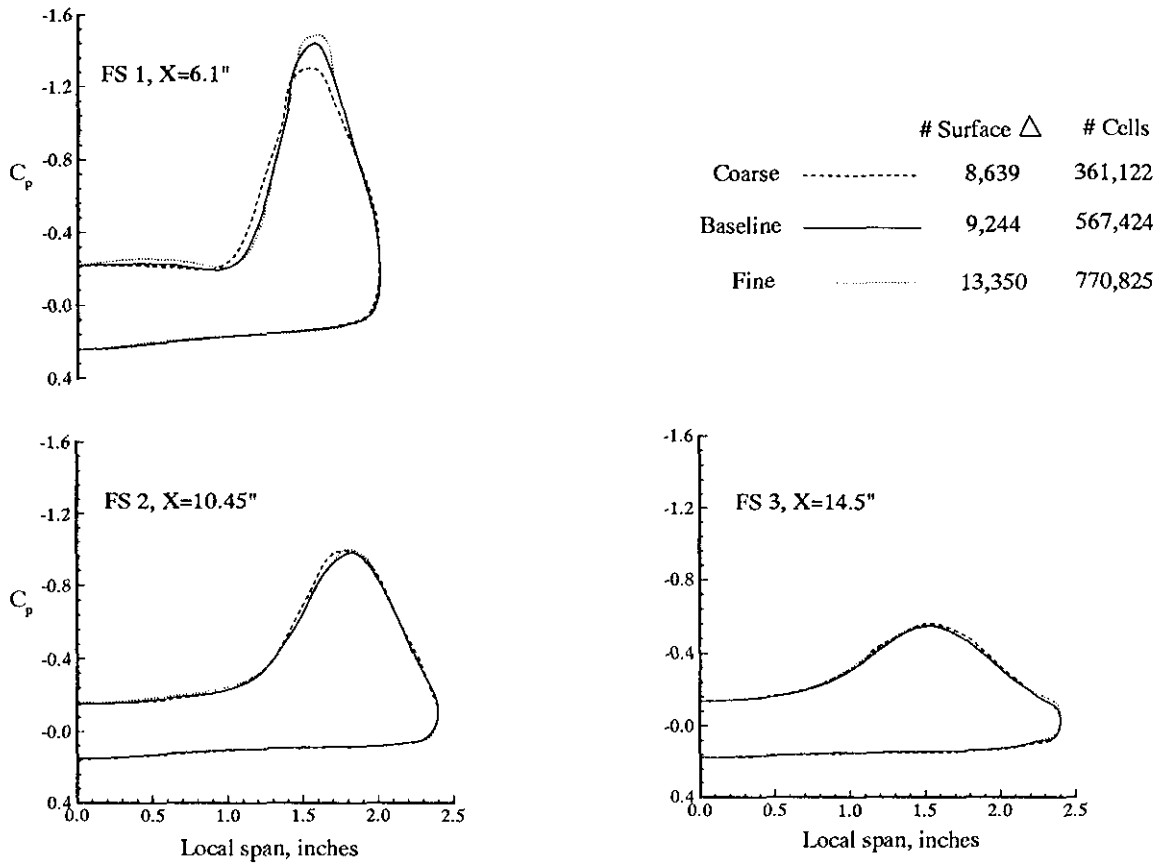 -1.6
FS 1, X=6.1"
-1.2
-0.8
Cp
-0.4
-0.0
0.4
# Surface △ # Cells
Coarse 8,639 361,122
Baseline 9,244 567,424
Fine 13,350 770,825
-1.6
FS 2, X=10.45"
-1.2
-0.8
Cp
-0.4
-0.0
0.4
0.0 0.5 1.0 1.5 2.0 2.5
Local span, inches
-1.6
FS 3, X=14.5"
-1.2
-0.8
-0.4
-0.0
0.4
0.0 0.5 1.0 1.5 2.0 2.5
Local span, inches